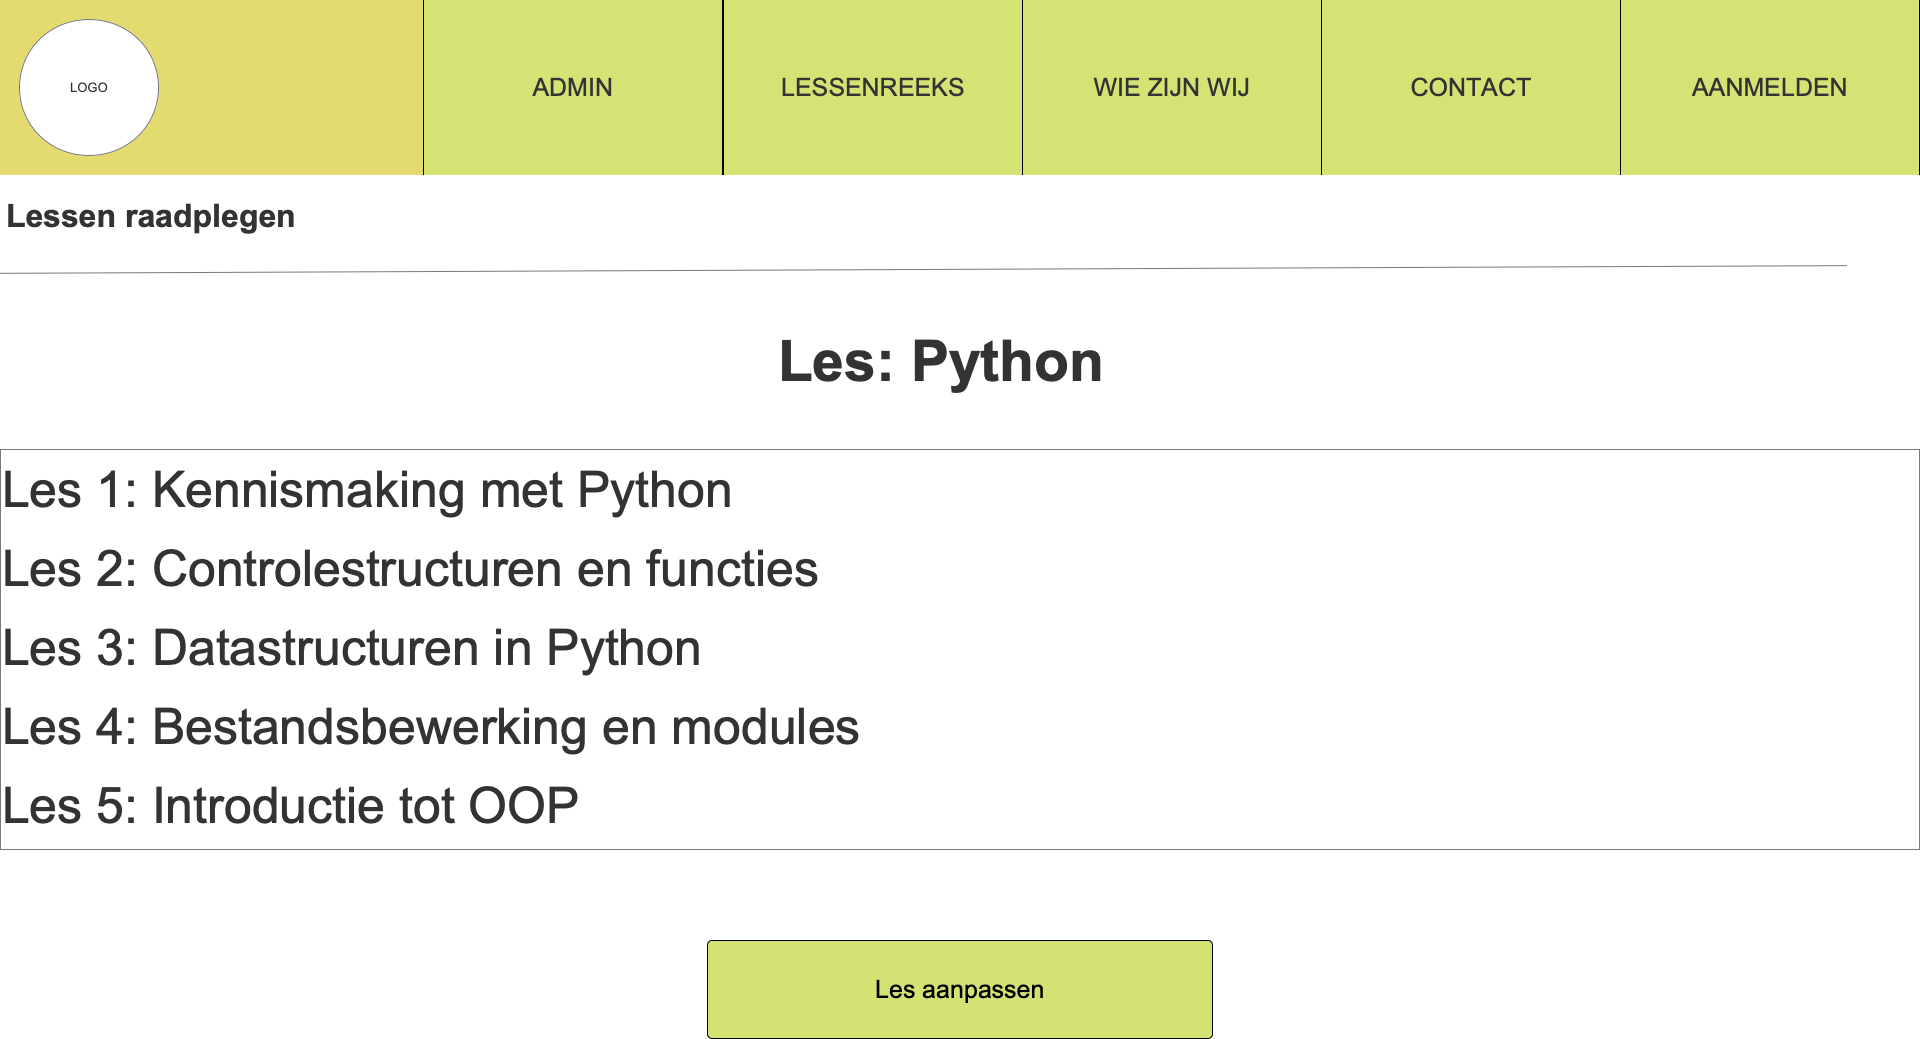 LOGO
ADMIN
LESSENREEKS
WIE ZIJN WIJ
CONTACT
AANMELDEN
Lessen raadplegen
Les: Python
Les 1: Kennismaking met Python
Les 2: Controlestructuren en functies
Les 3: Datastructuren in Python
Les 4: Bestandsbewerking en modules
Les 5: Introductie tot OOP
Les aanpassen